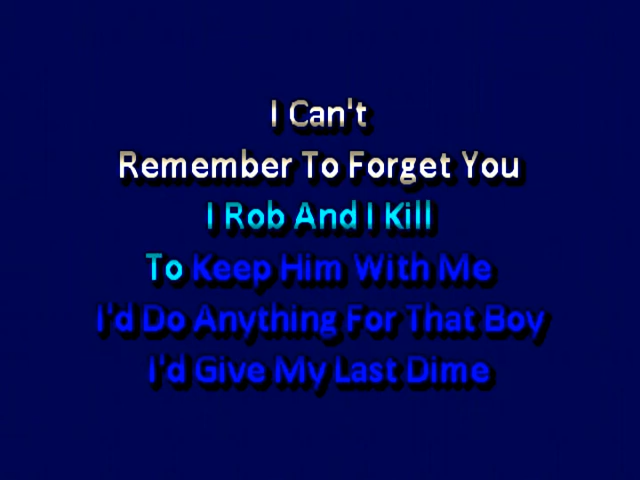 I Can't
Remember To Forget You
I Rob And I Kill
To Keep Him With Me
I'd Do Anything For That Boy
I'd Give My Last Dime